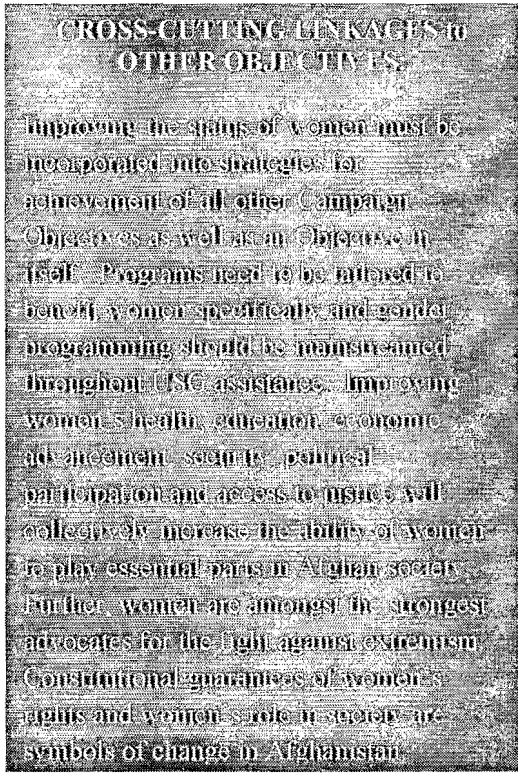 CROSS-CUTTING LINKAGES to
OTHER OBJECTIVES
Improving the status of women must be
incorporated into strategies for
achievement of all other Campaign
Objectives as well as an Objective in
itself. Programs need to be tailored to
benefit women specifically and gender
programming should be mainstreamed
throughout USG assistance. Improving
women's health, education, economic
advancement, security, political
participation and access to justice will
collectively increase the ability of women
to play essential parts in Afghan society.
Further, women are amongst the strongest
advocates for the fight against extremism.
Constitutional guarantees of women's
rights and women's role in society are
symbols of change in Afghanistan.